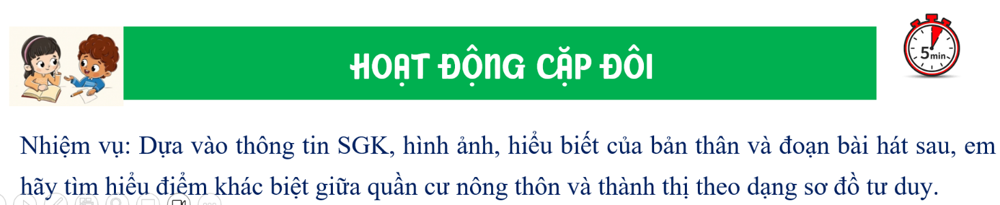 HOẠT ĐỘNG CẶP ĐÔI
5min
Nhiệm vụ: Dựa vào thông tin SGK, hình ảnh, hiểu biết của bản thân và đoạn bài hát sau, em
hãy tìm hiểu điểm khác biệt giữa quần cư nông thôn và thành thị theo dạng sơ đồ tư duy.